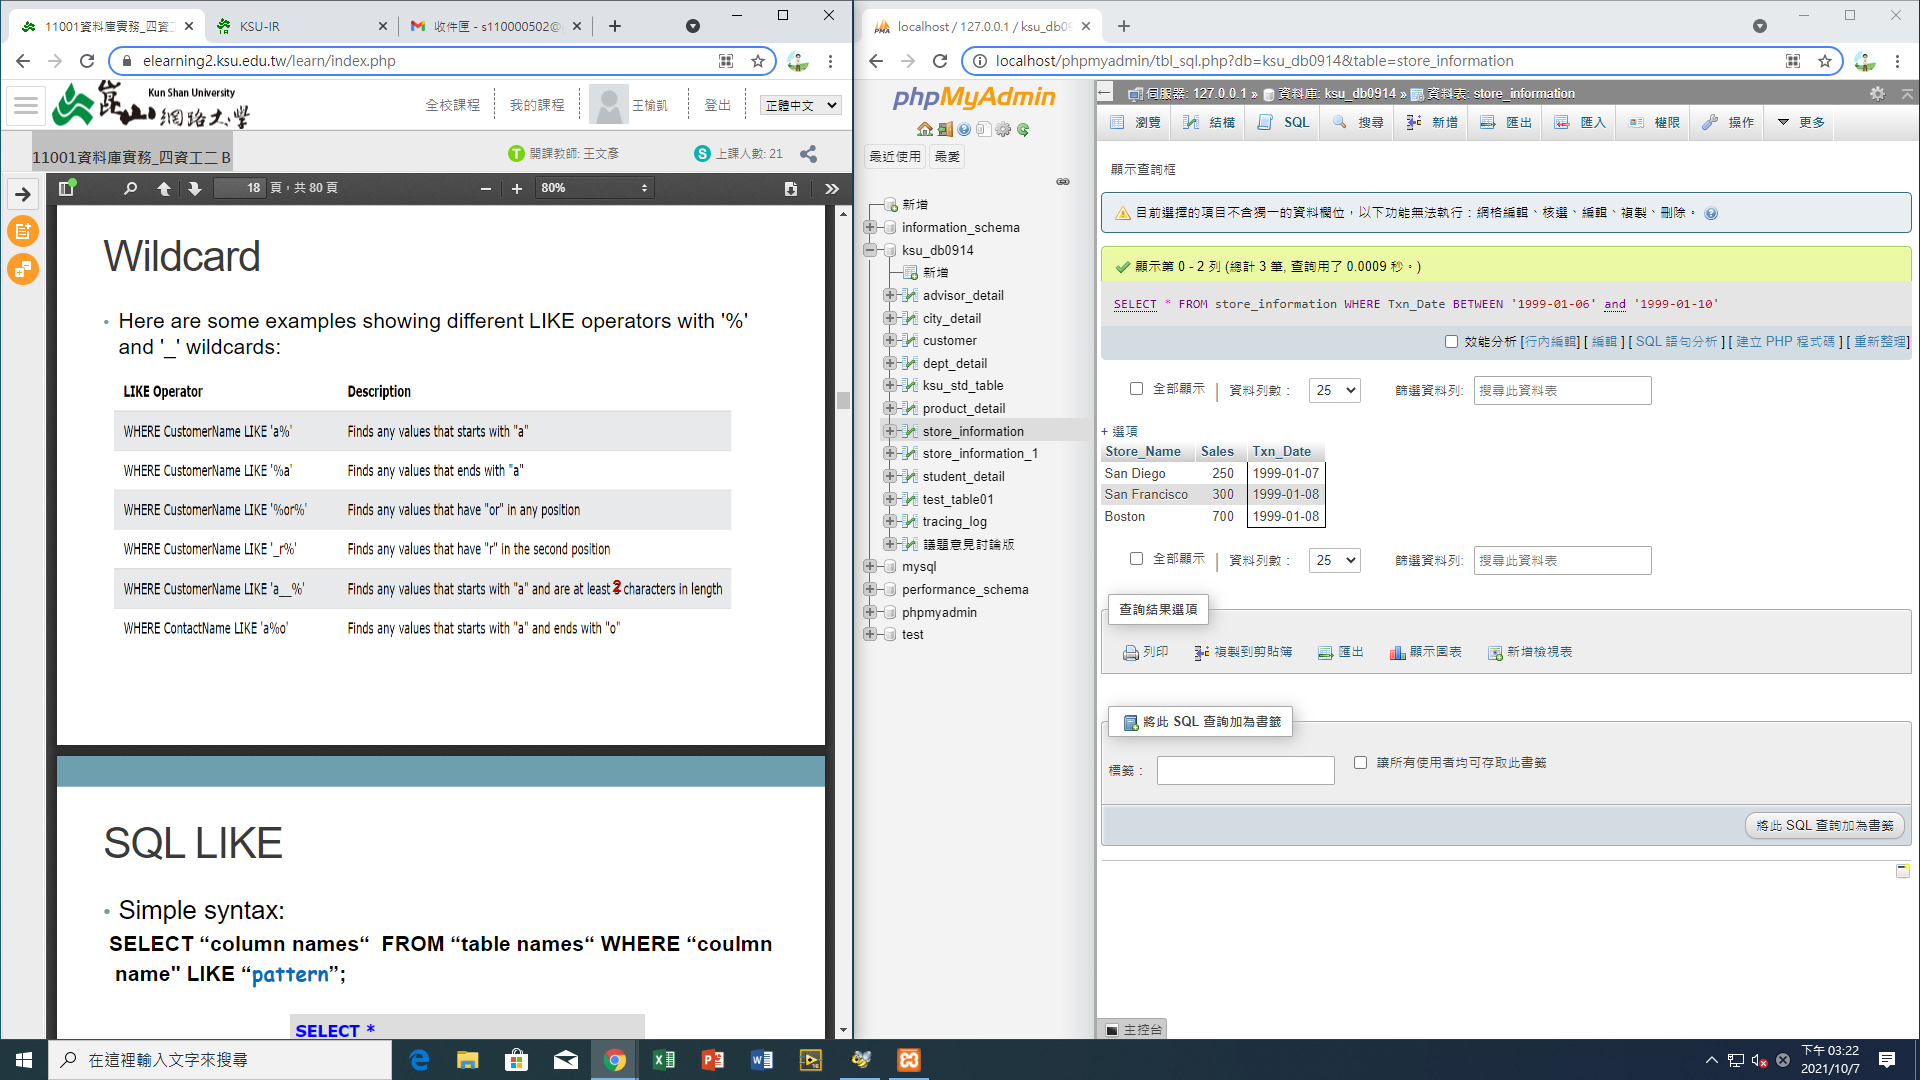 11001資料庫實務_四資工二
KSU-IR
收件匣 - s110000502@
elearning2.ksu.edu.tw/learn/index.php
Kun Shan University
崑山網路大學
全校課程
我的課程
王榆凱
登出
正體中文
11001資料庫實務_四資工二 B
T 開課教師: 王文彥
S 上課人數: 21
18 頁，共 80 頁
80%
Wildcard
• Here are some examples showing different LIKE operators with '%'
and '_' wildcards:
LIKE Operator Description
WHERE CustomerName LIKE 'a%' Finds any values that starts with "a"
WHERE CustomerName LIKE '%a' Finds any values that ends with "a"
WHERE CustomerName LIKE '%or%' Finds any values that have "or" in any position
WHERE CustomerName LIKE '_r%' Finds any values that have "r" in the second position
WHERE CustomerName LIKE 'a__%' Finds any values that starts with "a" and are at least characters in length
WHERE ContactName LIKE 'a%o' Finds any values that starts with "a" and ends with "o"
SQL LIKE
• Simple syntax:
SELECT “column names“ FROM “table names“ WHERE “coulmn
name" LIKE “pattern”;
SELECT *
localhost / 127.0.0.1 / ksu_db09
localhost/phpmyadmin/tbl_sql.php?db=ksu_db0914&table=store_information
phpMyAdmin
最近使用 最愛
新增
information_schema
ksu_db0914
新增
advisor_detail
city_detail
customer
dept_detail
ksu_std_table
product_detail
store_information
store_information_1
student_detail
test_table01
tracing_log
議題意見討論版
mysql
performance_schema
phpmyadmin
test
伺服器: 127.0.0.1 » 資料庫: ksu_db0914 » 資料表: store_information
瀏覽 結構 SQL 搜尋 新增 匯出 匯入 權限 操作 更多
顯示查詢框
目前選擇的項目不含獨一的資料欄位，以下功能無法執行：網格編輯、核選、編輯、複製、刪除。
顯示第 0 - 2 列 (總計 3 筆, 查詢用了 0.0009 秒。)
SELECT * FROM store_information WHERE Txn_Date BETWEEN '1999-01-06' and '1999-01-10'
效能分析 [行內編輯] [ 編輯 ] [ SQL 語句分析 ] [ 建立 PHP 程式碼 ] [ 重新整理]
全部顯示 | 資料列數： 25 篩選資料列: 搜尋此資料表
+ 選項
Store_Name Sales Txn_Date
San Diego 250 1999-01-07
San Francisco 300 1999-01-08
Boston 700 1999-01-08
全部顯示 | 資料列數： 25 篩選資料列: 搜尋此資料表
查詢結果選項
列印 複製到剪貼簿 匯出 顯示圖表 新增檢視表
將此 SQL 查詢加為書籤
標籤： 讓所有使用者均可存取此書籤
將此 SQL 查詢加為書籤
主控台
在這裡輸入文字來搜尋
下午 03:22
2021/10/7